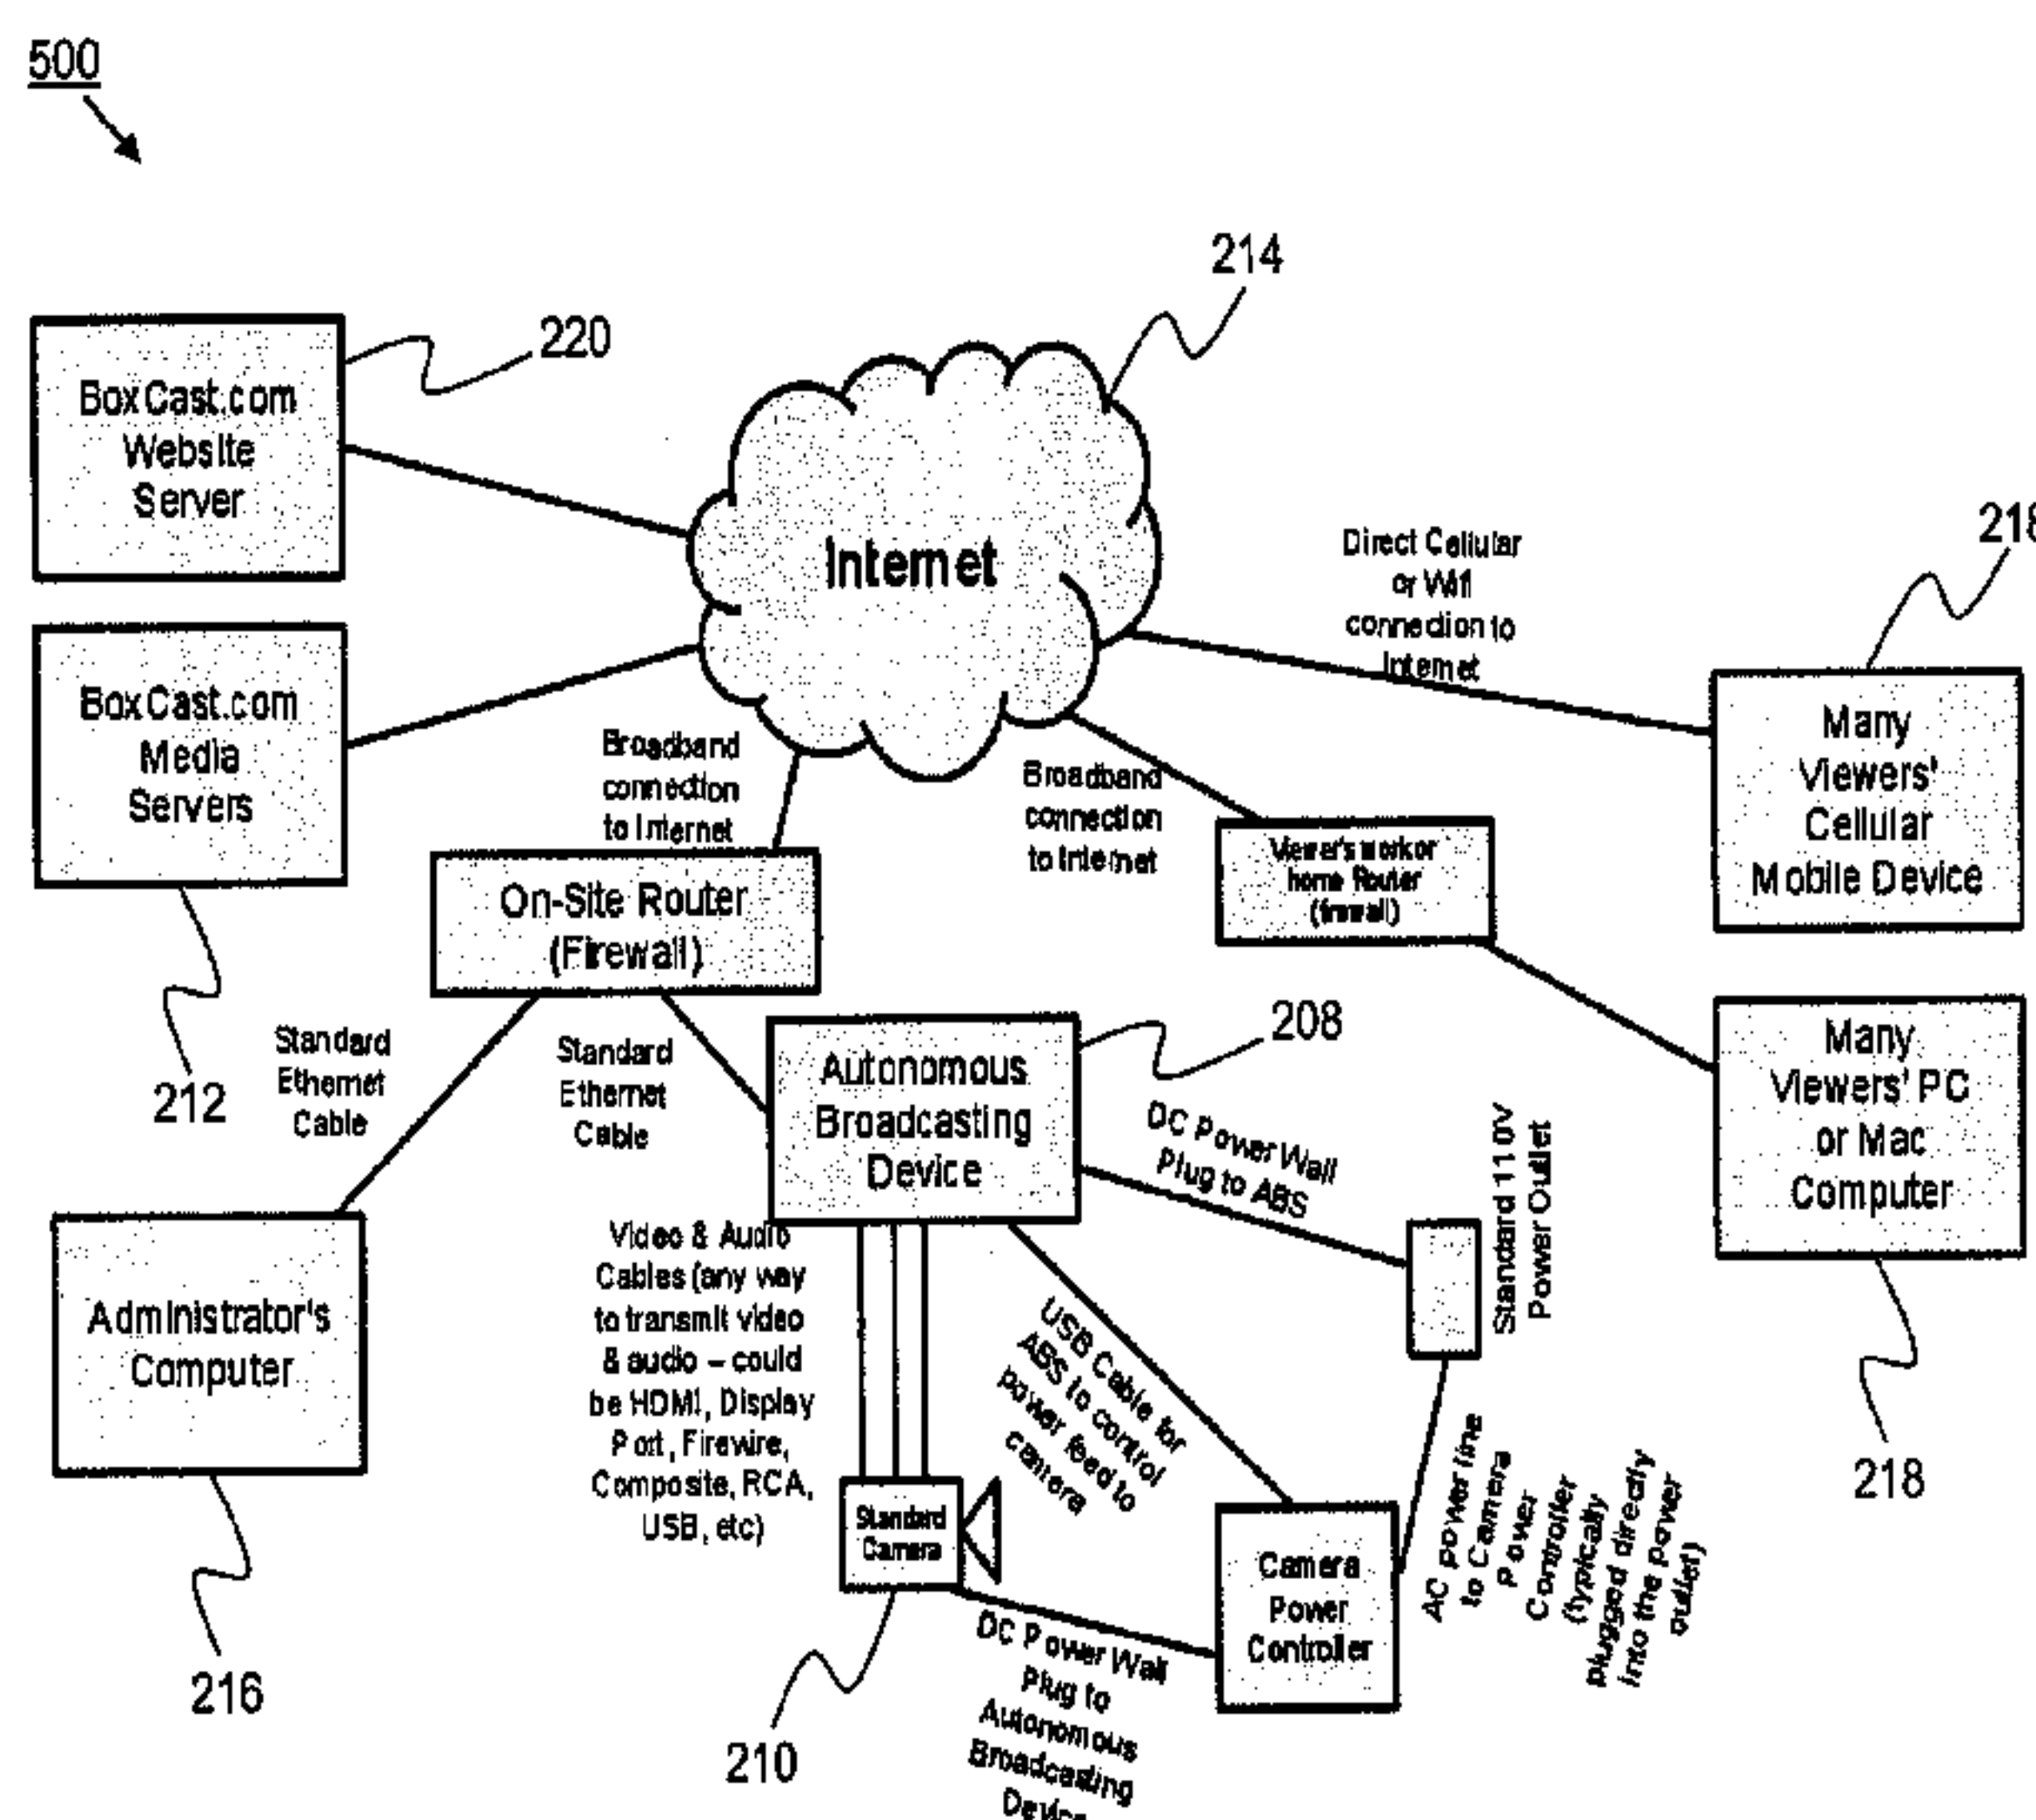 500
214
220
BoxCast.com
Website
Server
Internet
Direct Cellular
or Wifi
connection to
Internet
218
BoxCast.com
Media
Servers
212
Broadband
connection
to Internet
Broadband
connection
to Internet
Many
Viewers'
Cellular
Mobile Device
On-Site Router
(Firewall)
Viewer's work or
home Router
(firewall)
Standard
Ethernet
Cable
Standard
Ethernet
Cable
Autonomous
Broadcasting
Device
208
Many
Viewers' PC
or Mac
Computer
218
DC Power Wall
Plug to ABS
Standard 110V
Power Outlet
Administrator's
Computer
216
Video & Audio
Cables (any way
to transmit video
& audio – could
be HDMI, Display
Port, Firewire,
Composite, RCA,
USB, etc)
USB Cable for
ABS to control
power feed to
camera
Standard
Camera
210
Camera
Power
Controller
AC power line
to Camera
Power
Controller
(typically
plugged directly
into the power
outlet)
DC Power Wall
Plug to
Autonomous
Broadcasting
Device